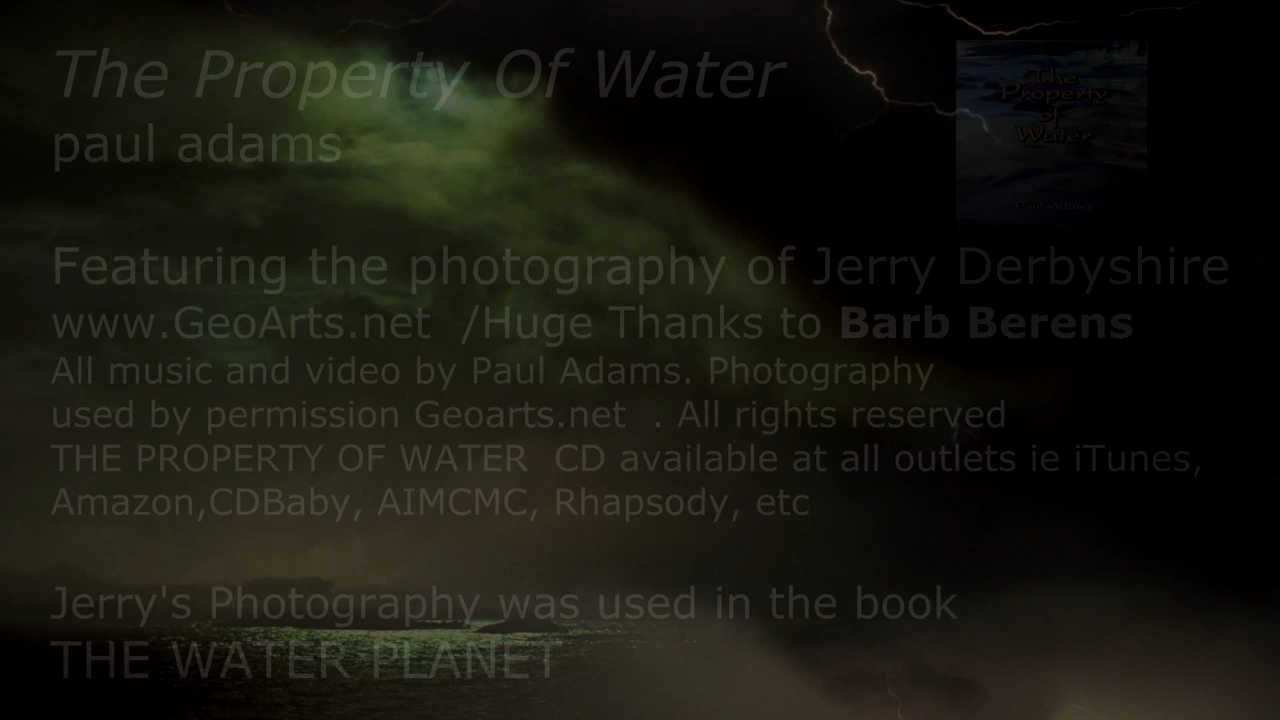 The Property Of Water
paul adams
The
Property
of
Water
Paul Adams
Featuring the photography of Jerry Derbyshire
www.GeoArts.net /Huge Thanks to Barb Berens
All music and video by Paul Adams. Photography
used by permission Geoarts.net . All rights reserved
THE PROPERTY OF WATER CD available at all outlets ie iTunes,
Amazon,CDBaby, AIMCMC, Rhapsody, etc
Jerry's Photography was used in the book
THE WATER PLANET